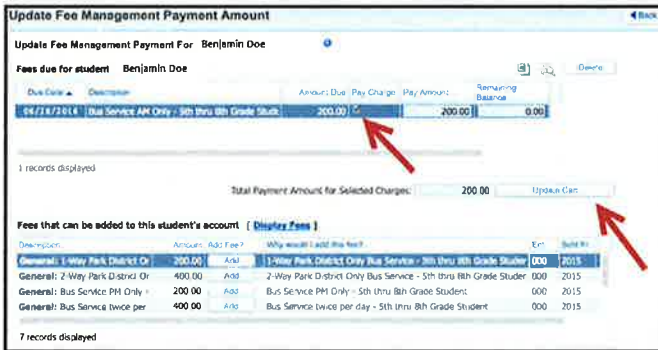 Update Fee Management Payment Amount
Back
Update Fee Management Payment For Benjamin Doe
Fees due for student Benjamin Doe
Delete
Due Date Description Amount Due Pay Charge Pay Amount Remaining Balance
Bus Service AM Only - 5th thru 8th Grade Stude 200.00 200.00 0.00
1 records displayed
Total Payment Amount for Selected Charges: 200.00 Update Cart
Fees that can be added to this student's account [ Display Fees ]
Description Amount Add Fee? Why would I add this fee? Ent
General: 1-Way Park District Or 200.00 Add 1-Way Park District Only Bus Service - 5th thru 8th Grade Studer 000 2015
General: 2-Way Park District Or 400.00 Add 2-Way Park District Only Bus Service - 5th thru 8th Grade Studer 000 2015
General: Bus Service PM Only - 200.00 Add Bus Service PM Only - 5th thru 8th Grade Student 000 2015
General: Bus Service twice per 400.00 Add Bus Service twice per day - 5th thru 8th Grade Student 000 2015
7 records displayed